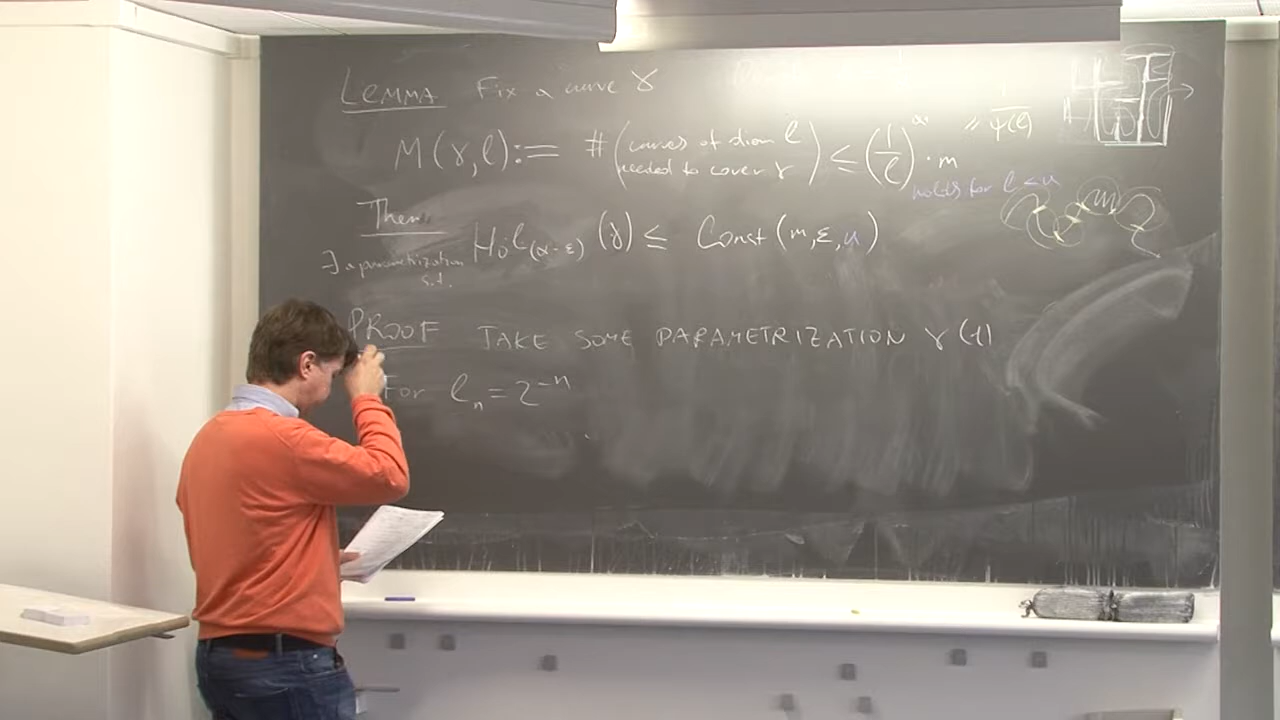 LEMMA Fix a curve γ
M(γ, l) := # (curves of diam l needed to cover γ) ≤ (1/l)^α · m
= ψ(l)
holds for l < u
Then
∃ a parametrization s.t. Höl_(α-ε) (γ) ≤ Const (m, ε, u)
PROOF TAKE SOME PARAMETRIZATION γ(t)
For l_n = 2^-n